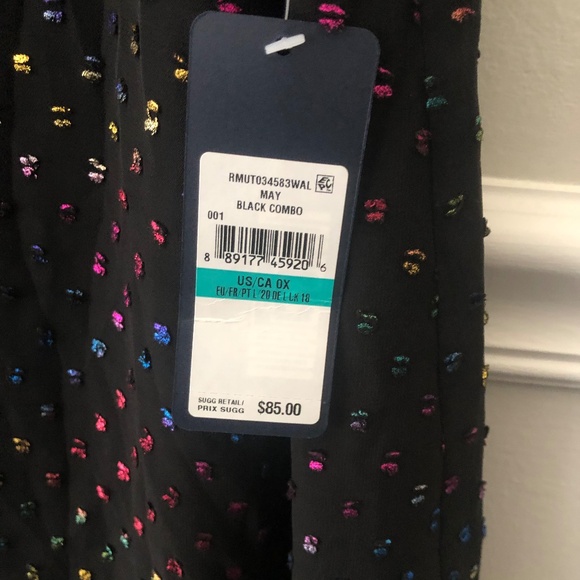 RMUT034583WAL
MAY
BLACK COMBO
001
8 89177 45920 6
US/CA 0X
SUGG RETAIL/
PRIX SUGG $85.00